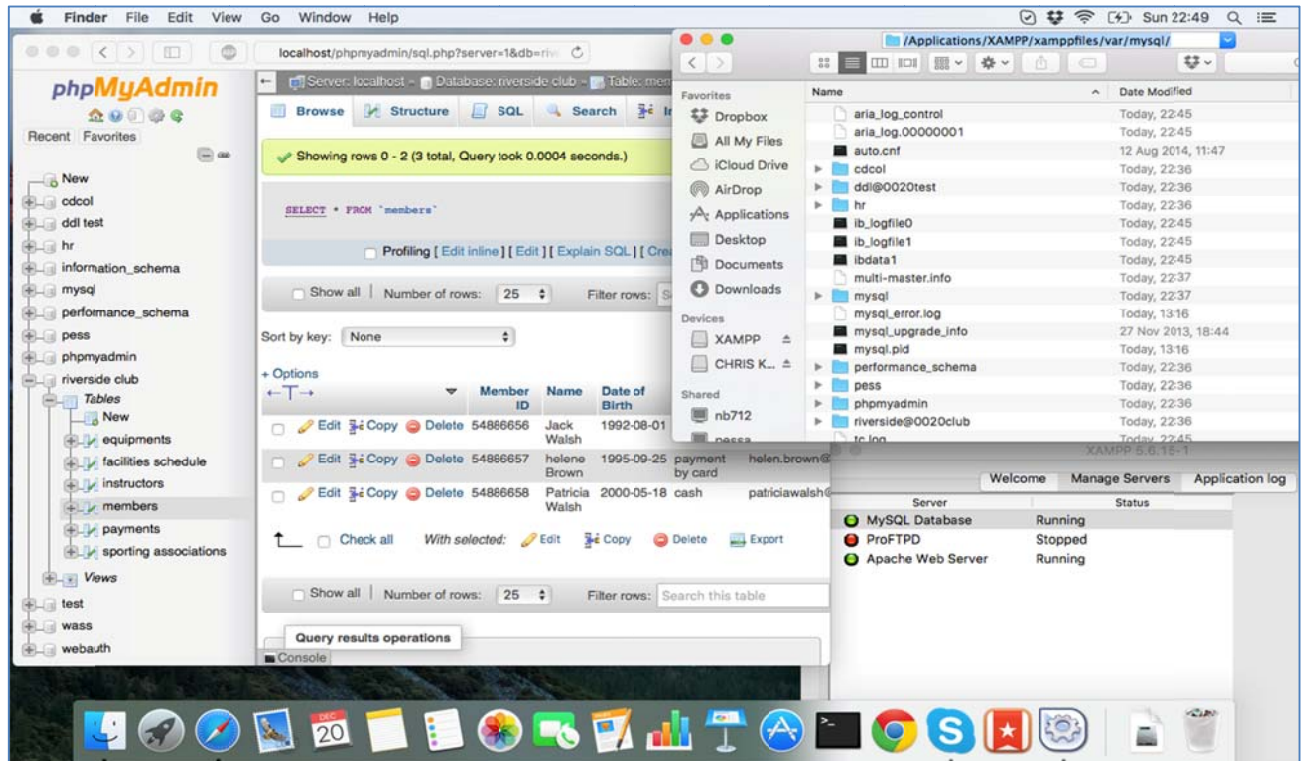 Finder File Edit View Go Window Help Sun 22:49
localhost/phpmyadmin/sql.php?server=1&db=riv
phpMyAdmin
Recent Favorites
New
cdcol
ddl test
hr
information_schema
mysql
performance_schema
pess
phpmyadmin
riverside club
Tables
New
equipments
facilities schedule
instructors
members
payments
sporting associations
Views
test
wass
webauth
Server: localhost - Database: riverside club - Table: mem
Browse Structure SQL Search
Showing rows 0 - 2 (3 total, Query took 0.0004 seconds.)
SELECT * FROM `members`
Profiling [ Edit inline ] [ Edit ] [ Explain SQL ] [ Cre
Show all Number of rows: 25 Filter rows:
Sort by key: None
+ Options
Member ID Name Date of Birth
Edit Copy Delete 54886656 Jack Walsh 1992-08-01
Edit Copy Delete 54886657 helene Brown 1995-09-25 payment by card helen.brown@
Edit Copy Delete 54886658 Patricia Walsh 2000-05-18 cash patriciawalsh@
Check all With selected: Edit Copy Delete Export
Show all Number of rows: 25 Filter rows: Search this table
Query results operations
Console
/Applications/XAMPP/xamppfiles/var/mysql/
Favorites
Dropbox
All My Files
iCloud Drive
AirDrop
Applications
Desktop
Documents
Downloads
Devices
XAMPP
CHRIS K...
Shared
nb712
pessa
Name Date Modified
aria_log_control Today, 22:45
aria_log.00000001 Today, 22:45
auto.cnf 12 Aug 2014, 11:47
cdcol Today, 22:36
ddl@0020test Today, 22:36
hr Today, 22:36
ib_logfile0 Today, 22:45
ib_logfile1 Today, 22:45
ibdata1 Today, 22:45
multi-master.info Today, 22:37
mysql Today, 22:37
mysql_error.log Today, 13:16
mysql_upgrade_info 27 Nov 2013, 18:44
mysql.pid Today, 13:16
performance_schema Today, 22:36
pess Today, 22:36
phpmyadmin Today, 22:36
riverside@0020club Today, 22:36
tc.log Today, 22:45
Welcome Manage Servers Application log
Server Status
MySQL Database Running
ProFTPD Stopped
Apache Web Server Running
DEC
20